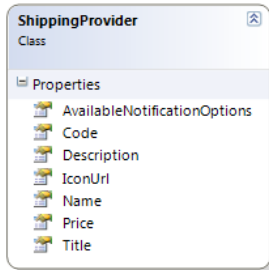 ShippingProvider
Class
Properties
AvailableNotificationOptions
Code
Description
IconUrl
Name
Price
Title